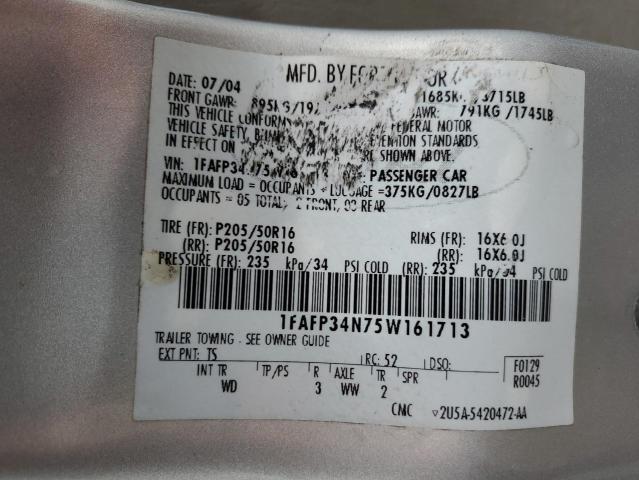 MFD. BY
DATE: 07/04 1685KG /3715LB
FRONT GAWR: 791KG /1745LB
THIS VEHICLE FEDERAL MOTOR
VEHICLE SAFETY, STANDARDS
IN EFFECT ON SHOWN ABOVE.
VIN: PASSENGER CAR
MAXIMUM LOAD = OCCUPANTS + LUGGAGE =375KG/0827LB
OCCUPANTS = 05 TOTAL, 2 FRONT, 03 REAR
TIRE (FR): P205/50R16 RIMS (FR): 16X6.0J
(RR): P205/50R16 (RR): 16X6.0J
PRESSURE (FR): 235 kPa/34 PSI COLD (RR): 235 kPa/34 PSI COLD
1FAFP34N75W161713
TRAILER TOWING - SEE OWNER GUIDE
EXT PNT: TS RC: 52 DSO: F0129
INT TR TP/PS R AXLE TR SPR R0045
WD 3 WW 2
CMC ▽2U5A-5420472-AA